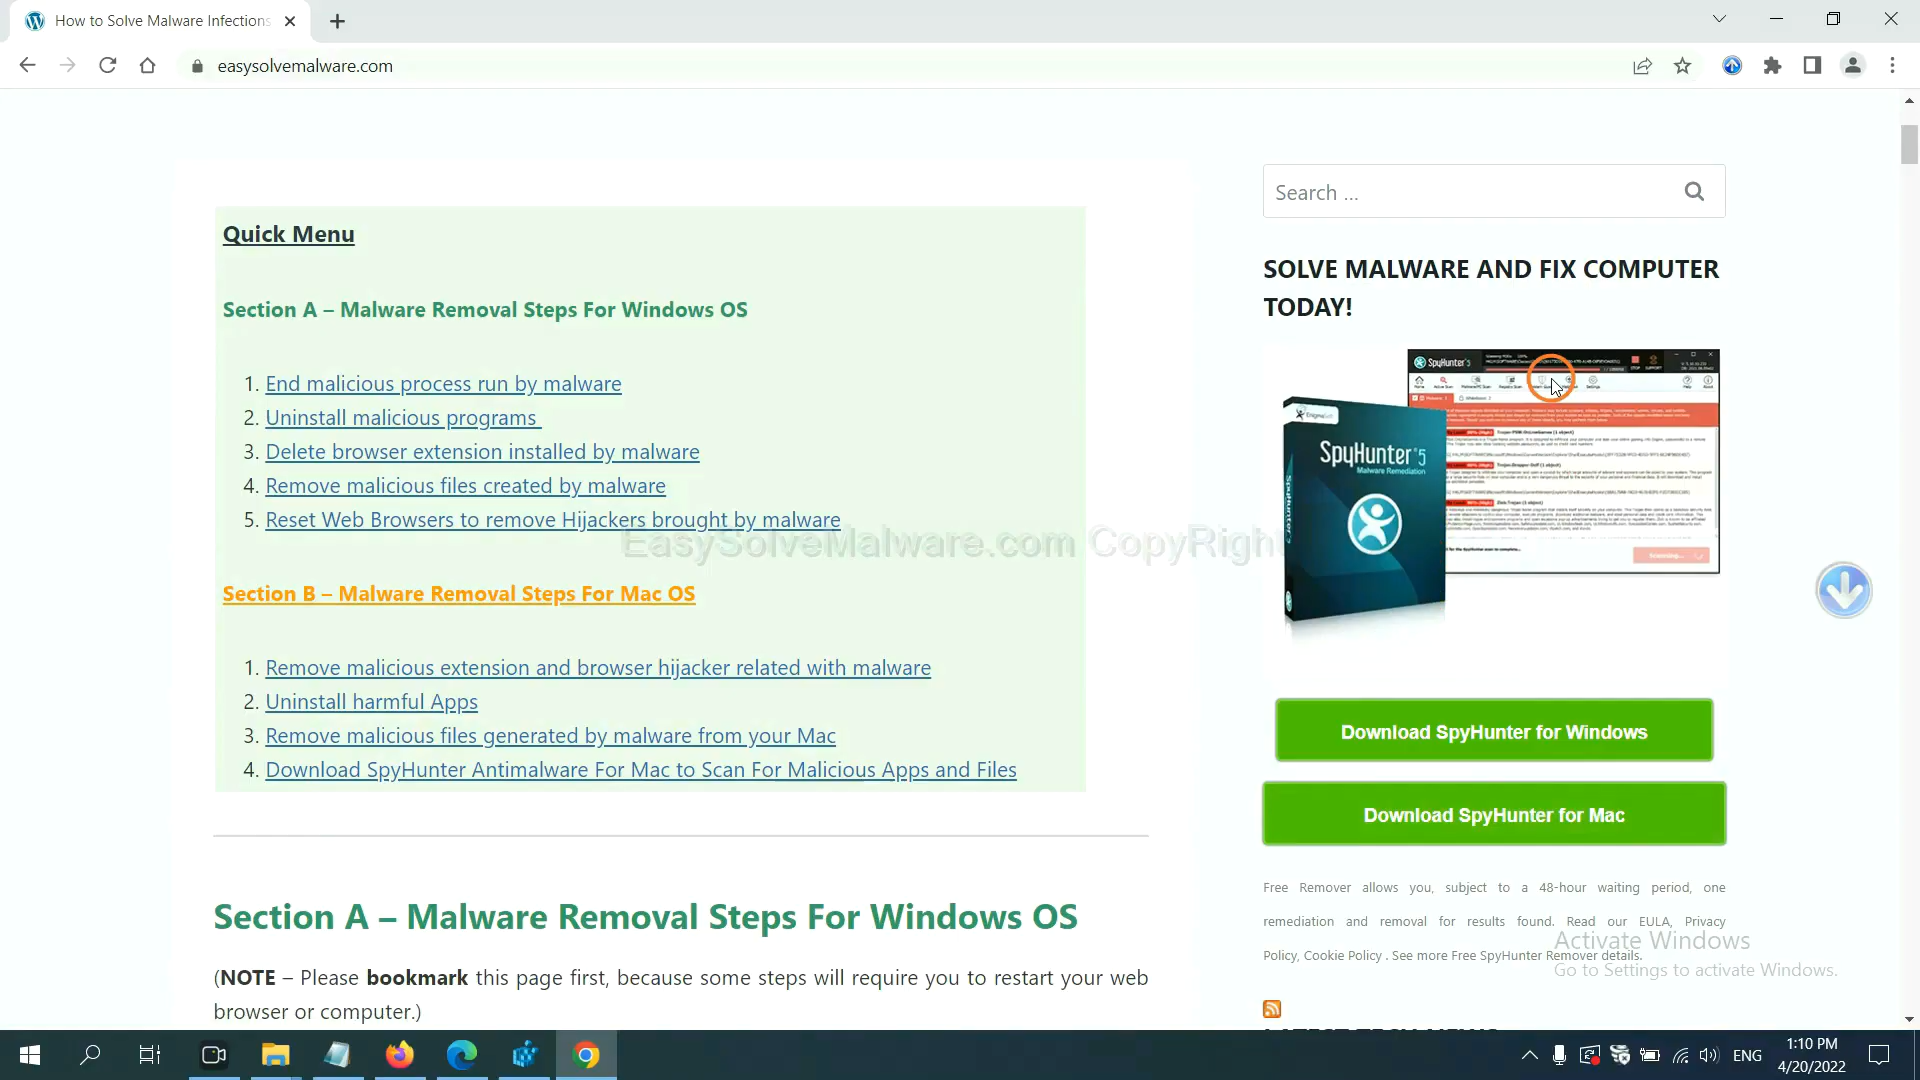 How to Solve Malware Infections
easysolvemalware.com
Quick Menu
Section A – Malware Removal Steps For Windows OS
1. End malicious process run by malware
2. Uninstall malicious programs
3. Delete browser extension installed by malware
4. Remove malicious files created by malware
5. Reset Web Browsers to remove Hijackers brought by malware
EasySolveMalware.com CopyRigh
Section B – Malware Removal Steps For Mac OS
1. Remove malicious extension and browser hijacker related with malware
2. Uninstall harmful Apps
3. Remove malicious files generated by malware from your Mac
4. Download SpyHunter Antimalware For Mac to Scan For Malicious Apps and Files
Section A – Malware Removal Steps For Windows OS
(NOTE – Please bookmark this page first, because some steps will require you to restart your web
browser or computer.)
Search ...
SOLVE MALWARE AND FIX COMPUTER
TODAY!
SpyHunter 5
EnigmaSoft
SpyHunter 5
Malware Remediation
Download SpyHunter for Windows
Download SpyHunter for Mac
Free Remover allows you, subject to a 48-hour waiting period, one
remediation and removal for results found. Read our EULA, Privacy
Policy, Cookie Policy . See more Free SpyHunter Remover details.
Activate Windows
Go to Settings to activate Windows.
LATEST TECH NEWS
ENG
1:10 PM
4/20/2022